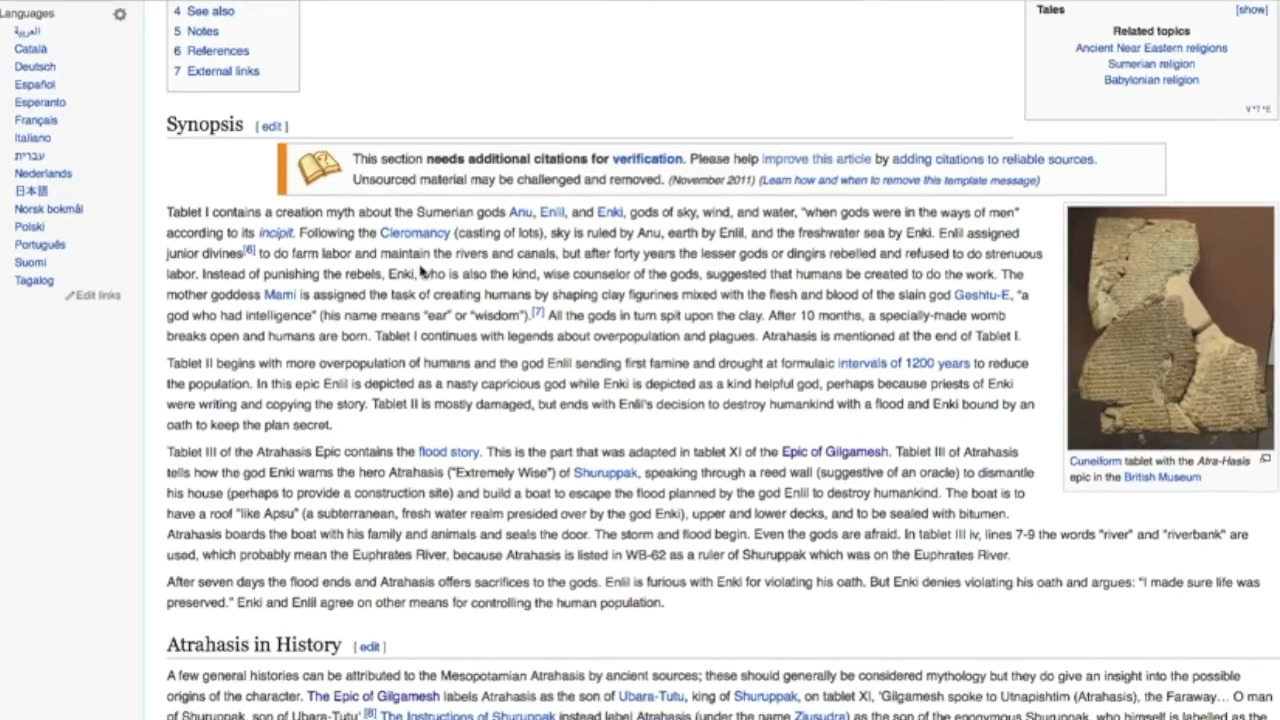 Languages
العربية
Català
Deutsch
Español
Esperanto
Français
Italiano
עברית
Nederlands
日本語
Norsk bokmål
Polski
Português
Suomi
Tagalog
Edit links
4 See also
5 Notes
6 References
7 External links
Tales [show]
Related topics
Ancient Near Eastern religions
Sumerian religion
Babylonian religion
V·T·E
Synopsis [ edit ]
This section needs additional citations for verification. Please help improve this article by adding citations to reliable sources.
Unsourced material may be challenged and removed. (November 2011) (Learn how and when to remove this template message)
Tablet I contains a creation myth about the Sumerian gods Anu, Enlil, and Enki, gods of sky, wind, and water, "when gods were in the ways of men"
according to its incipit. Following the Cleromancy (casting of lots), sky is ruled by Anu, earth by Enlil, and the freshwater sea by Enki. Enlil assigned
junior divines[6] to do farm labor and maintain the rivers and canals, but after forty years the lesser gods or dingirs rebelled and refused to do strenuous
labor. Instead of punishing the rebels, Enki, who is also the kind, wise counselor of the gods, suggested that humans be created to do the work. The
mother goddess Mami is assigned the task of creating humans by shaping clay figurines mixed with the flesh and blood of the slain god Geshtu-E, "a
god who had intelligence" (his name means "ear" or "wisdom").[7] All the gods in turn spit upon the clay. After 10 months, a specially-made womb
breaks open and humans are born. Tablet I continues with legends about overpopulation and plagues. Atrahasis is mentioned at the end of Tablet I.
Tablet II begins with more overpopulation of humans and the god Enlil sending first famine and drought at formulaic intervals of 1200 years to reduce
the population. In this epic Enlil is depicted as a nasty capricious god while Enki is depicted as a kind helpful god, perhaps because priests of Enki
were writing and copying the story. Tablet II is mostly damaged, but ends with Enlil's decision to destroy humankind with a flood and Enki bound by an
oath to keep the plan secret.
Tablet III of the Atrahasis Epic contains the flood story. This is the part that was adapted in tablet XI of the Epic of Gilgamesh. Tablet III of Atrahasis
tells how the god Enki warns the hero Atrahasis ("Extremely Wise") of Shuruppak, speaking through a reed wall (suggestive of an oracle) to dismantle
his house (perhaps to provide a construction site) and build a boat to escape the flood planned by the god Enlil to destroy humankind. The boat is to
have a roof "like Apsu" (a subterranean, fresh water realm presided over by the god Enki), upper and lower decks, and to be sealed with bitumen.
Atrahasis boards the boat with his family and animals and seals the door. The storm and flood begin. Even the gods are afraid. In tablet III iv, lines 7-9 the words "river" and "riverbank" are
used, which probably mean the Euphrates River, because Atrahasis is listed in WB-62 as a ruler of Shuruppak which was on the Euphrates River.
After seven days the flood ends and Atrahasis offers sacrifices to the gods. Enlil is furious with Enki for violating his oath. But Enki denies violating his oath and argues: "I made sure life was
preserved." Enki and Enlil agree on other means for controlling the human population.
Cuneiform tablet with the Atra-Hasis
epic in the British Museum
Atrahasis in History [ edit ]
A few general histories can be attributed to the Mesopotamian Atrahasis by ancient sources; these should generally be considered mythology but they do give an insight into the possible
origins of the character. The Epic of Gilgamesh labels Atrahasis as the son of Ubara-Tutu, king of Shuruppak, on tablet XI, 'Gilgamesh spoke to Utnapishtim (Atrahasis), the Faraway... O man
of Shuruppak, son of Ubara-Tutu'.[8] The Instructions of Shuruppak instead label Atrahasis (under the name Ziusudra) as the son of the eponymous Shuruppak, who himself is labelled as the